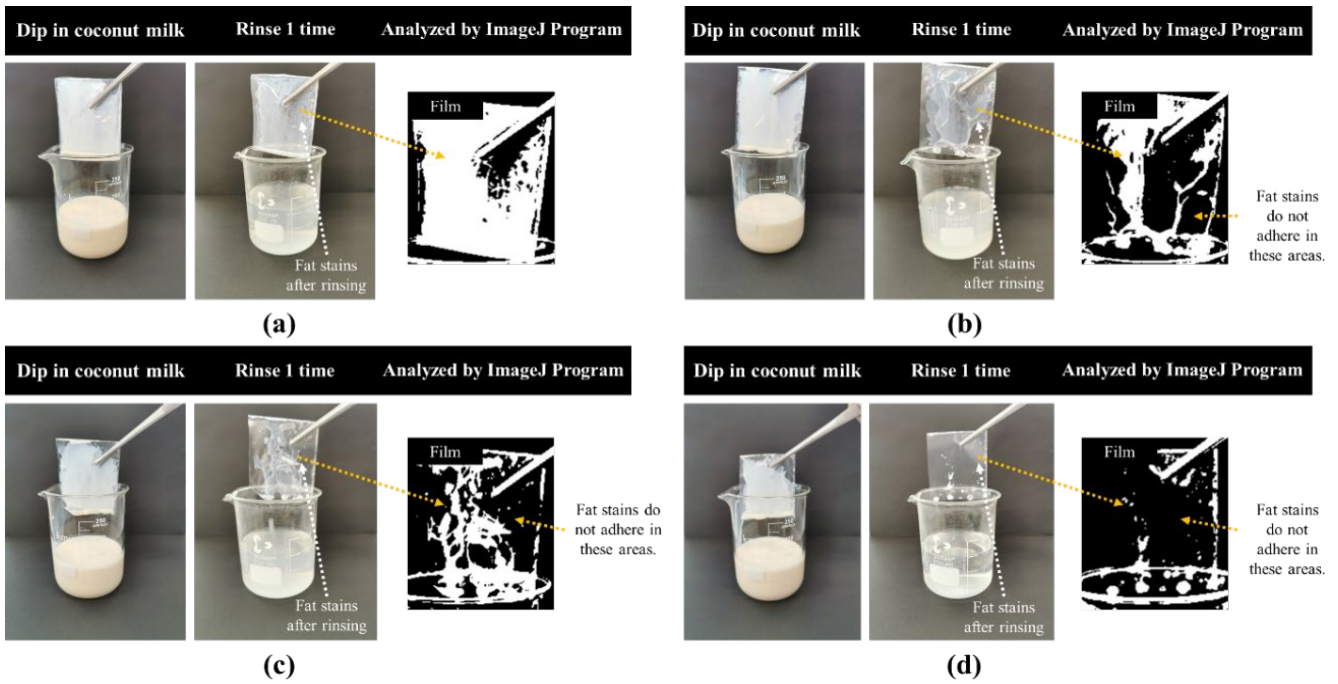 Dip in coconut milk Rinse 1 time Analyzed by ImageJ Program
Film
250
Fat stains
after rinsing
(a)
Dip in coconut milk Rinse 1 time Analyzed by ImageJ Program
Film
250
Fat stains
do not
adhere in
these areas.
Fat stains
after rinsing
(b)
Dip in coconut milk Rinse 1 time Analyzed by ImageJ Program
Film
250
Fat stains do
not adhere in
these areas.
Fat stains
after rinsing
(c)
Dip in coconut milk Rinse 1 time Analyzed by ImageJ Program
Film
250
Fat stains
do not
adhere in
these areas.
Fat stains
after rinsing
(d)